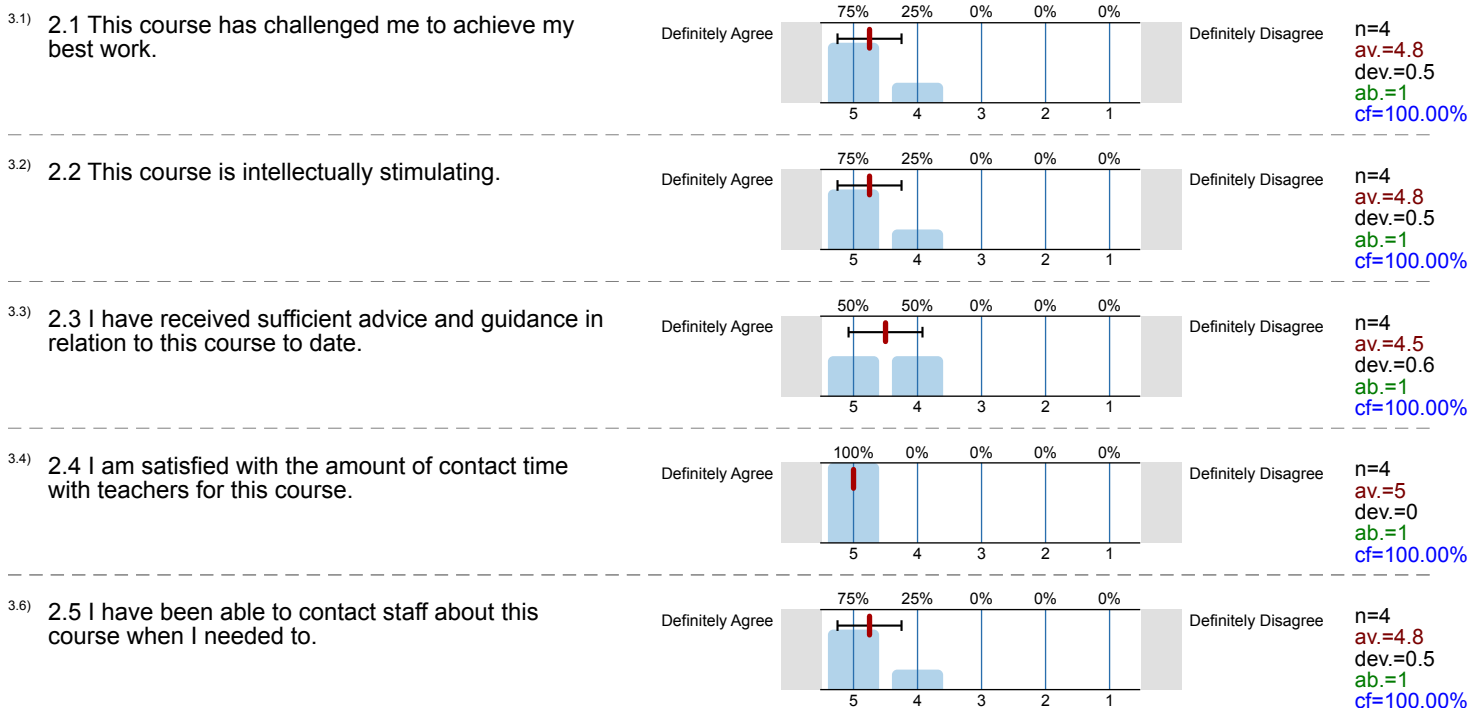 3.1) 2.1 This course has challenged me to achieve my
best work.
Definitely Agree
75% 25% 0% 0% 0%
5 4 3 2 1
Definitely Disagree
n=4
av.=4.8
dev.=0.5
ab.=1
cf=100.00%
3.2) 2.2 This course is intellectually stimulating.
Definitely Agree
75% 25% 0% 0% 0%
5 4 3 2 1
Definitely Disagree
n=4
av.=4.8
dev.=0.5
ab.=1
cf=100.00%
3.3) 2.3 I have received sufficient advice and guidance in
relation to this course to date.
Definitely Agree
50% 50% 0% 0% 0%
5 4 3 2 1
Definitely Disagree
n=4
av.=4.5
dev.=0.6
ab.=1
cf=100.00%
3.4) 2.4 I am satisfied with the amount of contact time
with teachers for this course.
Definitely Agree
100% 0% 0% 0% 0%
5 4 3 2 1
Definitely Disagree
n=4
av.=5
dev.=0
ab.=1
cf=100.00%
3.6) 2.5 I have been able to contact staff about this
course when I needed to.
Definitely Agree
75% 25% 0% 0% 0%
5 4 3 2 1
Definitely Disagree
n=4
av.=4.8
dev.=0.5
ab.=1
cf=100.00%